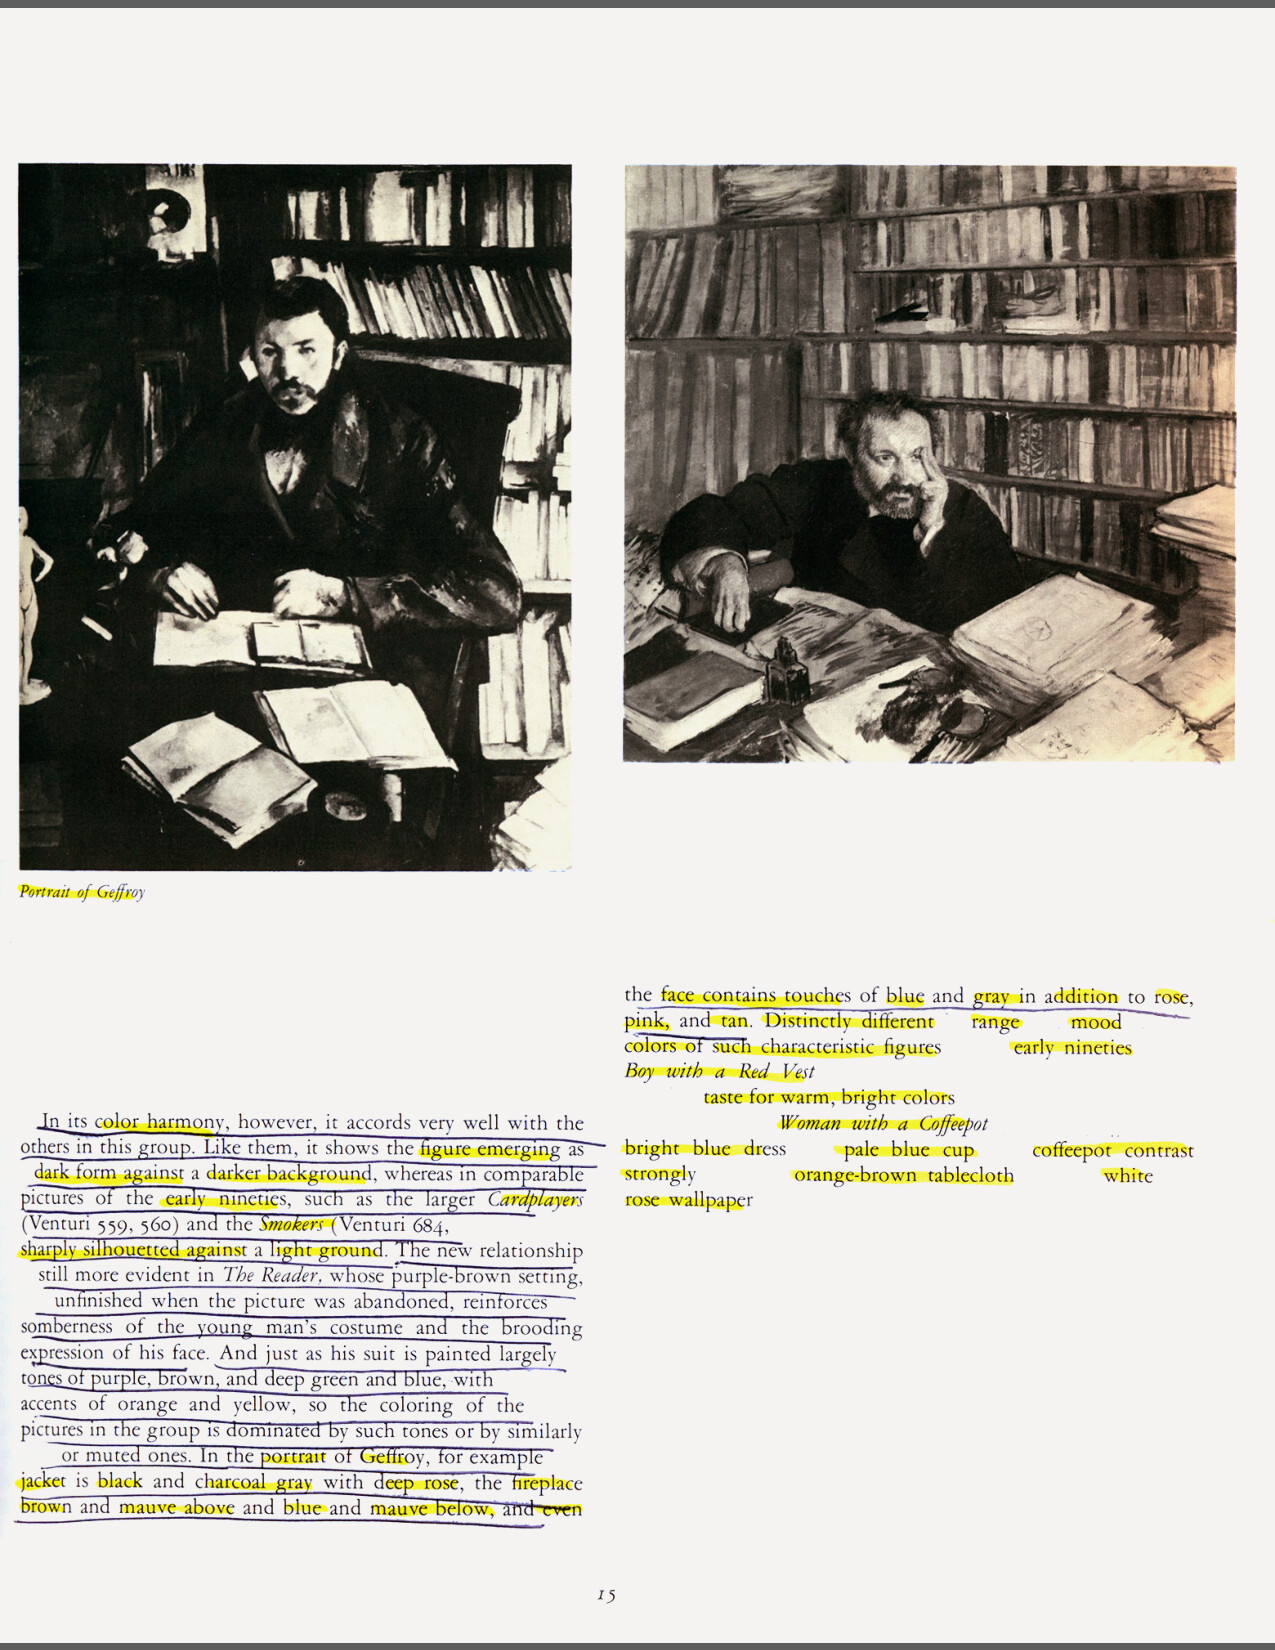 Portrait of Geffroy
In its color harmony, however, it accords very well with the
others in this group. Like them, it shows the figure emerging as
dark form against a darker background, whereas in comparable
pictures of the early nineties, such as the larger Cardplayers
(Venturi 559, 560) and the Smokers (Venturi 684,
sharply silhouetted against a light ground. The new relationship
still more evident in The Reader, whose purple-brown setting,
unfinished when the picture was abandoned, reinforces
somberness of the young man's costume and the brooding
expression of his face. And just as his suit is painted largely
tones of purple, brown, and deep green and blue, with
accents of orange and yellow, so the coloring of the
pictures in the group is dominated by such tones or by similarly
or muted ones. In the portrait of Geffroy, for example
jacket is black and charcoal gray with deep rose, the fireplace
brown and mauve above and blue and mauve below, and even
the face contains touches of blue and gray in addition to rose,
pink, and tan. Distinctly different range mood
colors of such characteristic figures early nineties
Boy with a Red Vest
taste for warm, bright colors
Woman with a Coffeepot
bright blue dress pale blue cup coffeepot contrast
strongly orange-brown tablecloth white
rose wallpaper
15